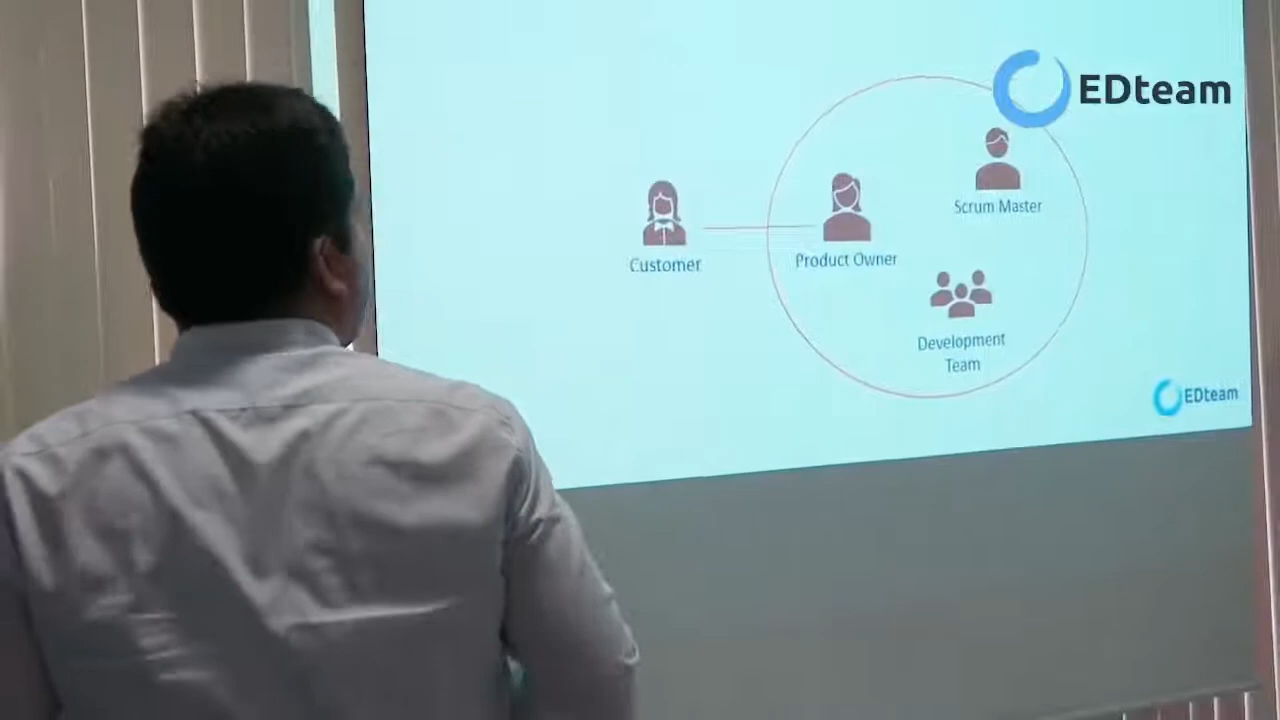 EDteam
Scrum Master
Customer
Product Owner
Development
Team
EDteam